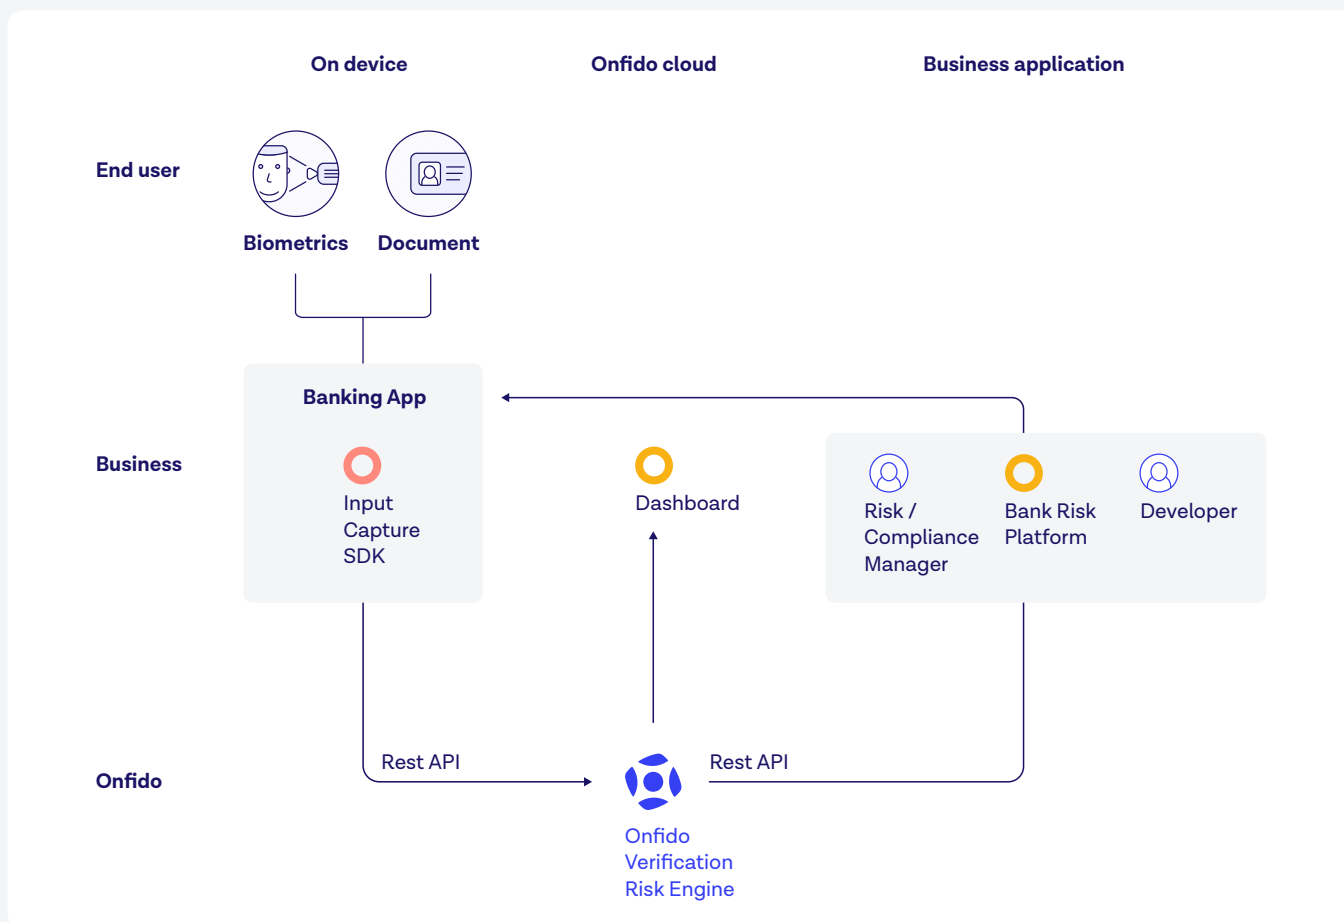 On device
Onfido cloud
Business application
End user
Biometrics
Document
Banking App
Business
Input
Capture
SDK
Dashboard
Risk /
Compliance
Manager
Bank Risk
Platform
Developer
Rest API
Rest API
Onfido
Onfido
Verification
Risk Engine